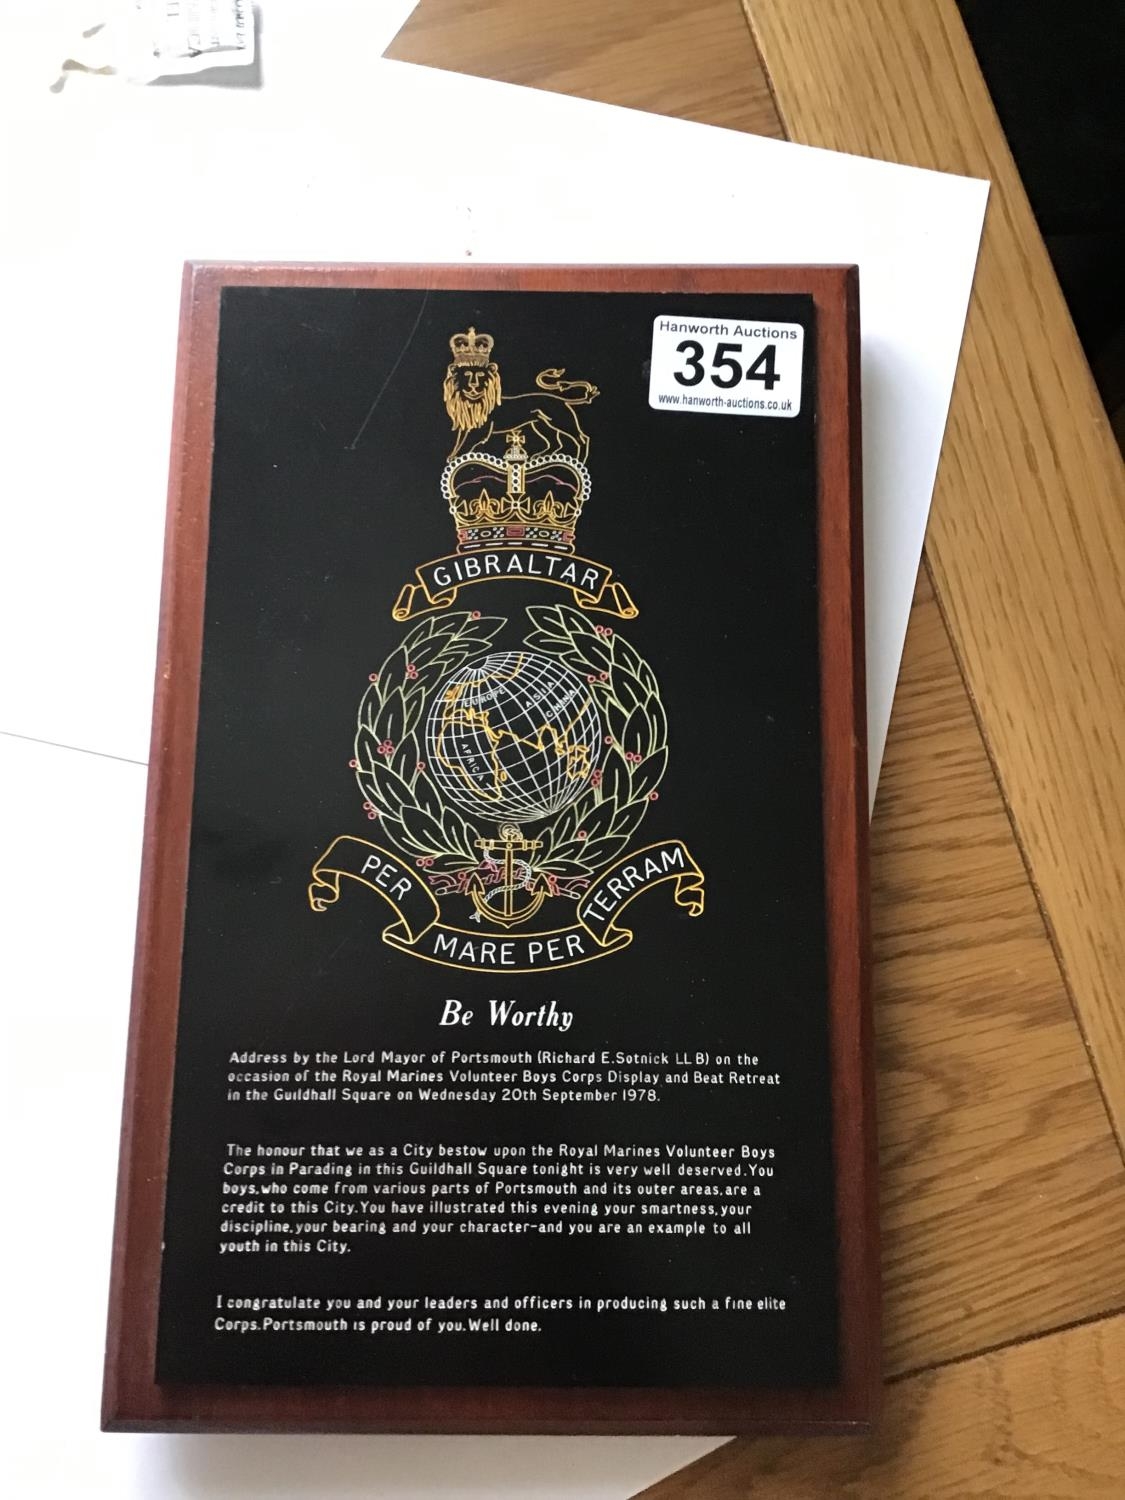 Hanworth Auctions
354
www.hanworth-auctions.co.uk
GIBRALTAR
EUROPE
ASIA
CHINA
AFRICA
PER
MARE PER
TERRAM
Be Worthy
Address by the Lord Mayor of Portsmouth (Richard E.Sotnick LL B) on the
occasion of the Royal Marines Volunteer Boys Corps Display and Beat Retreat
in the Guildhall Square on Wednesday 20th September 1978.
The honour that we as a City bestow upon the Royal Marines Volunteer Boys
Corps in Parading in this Guildhall Square tonight is very well deserved.You
boys,who come from various parts of Portsmouth and its outer areas,are a
credit to this City.You have illustrated this evening your smartness,your
discipline,your bearing and your character-and you are an example to all
youth in this City.
I congratulate you and your leaders and officers in producing such a fine elite
Corps.Portsmouth is proud of you.Well done.